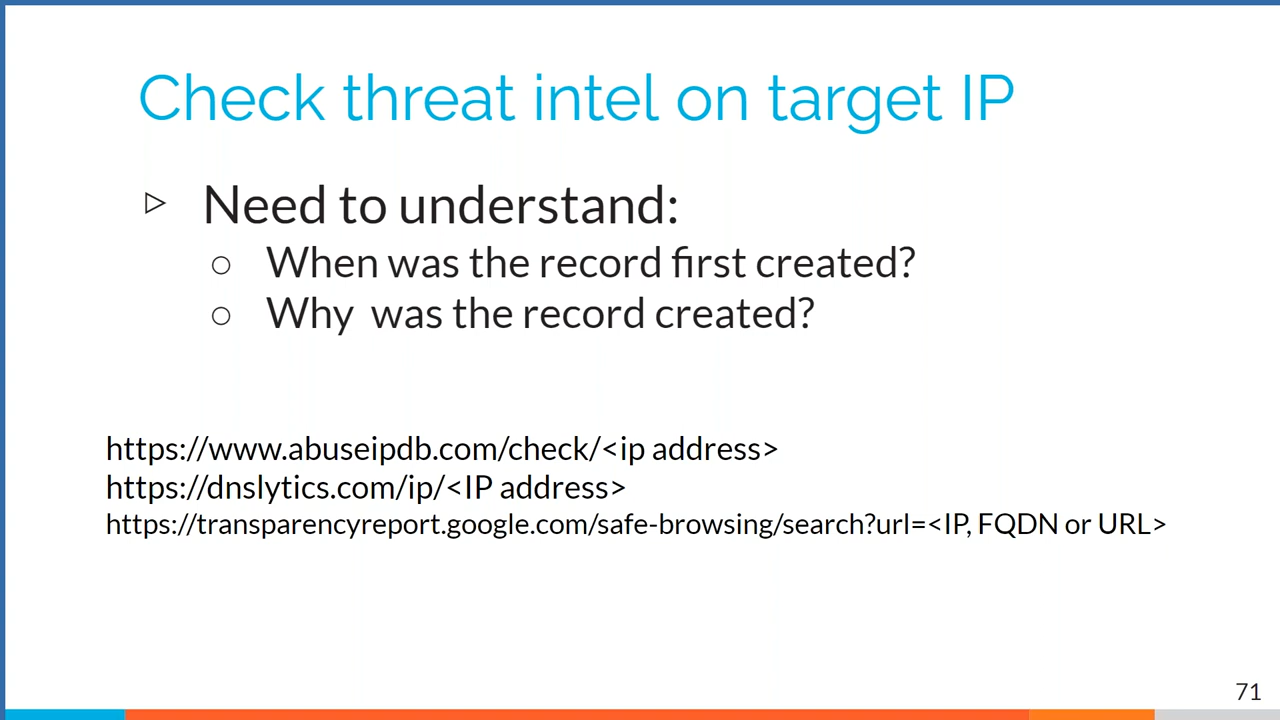 Check threat intel on target IP
Need to understand:
When was the record first created?
Why  was the record created?
https://www.abuseipdb.com/check/<ip address>
https://dnslytics.com/ip/<IP address>
https://transparencyreport.google.com/safe-browsing/search?url=<IP, FQDN or URL>
71